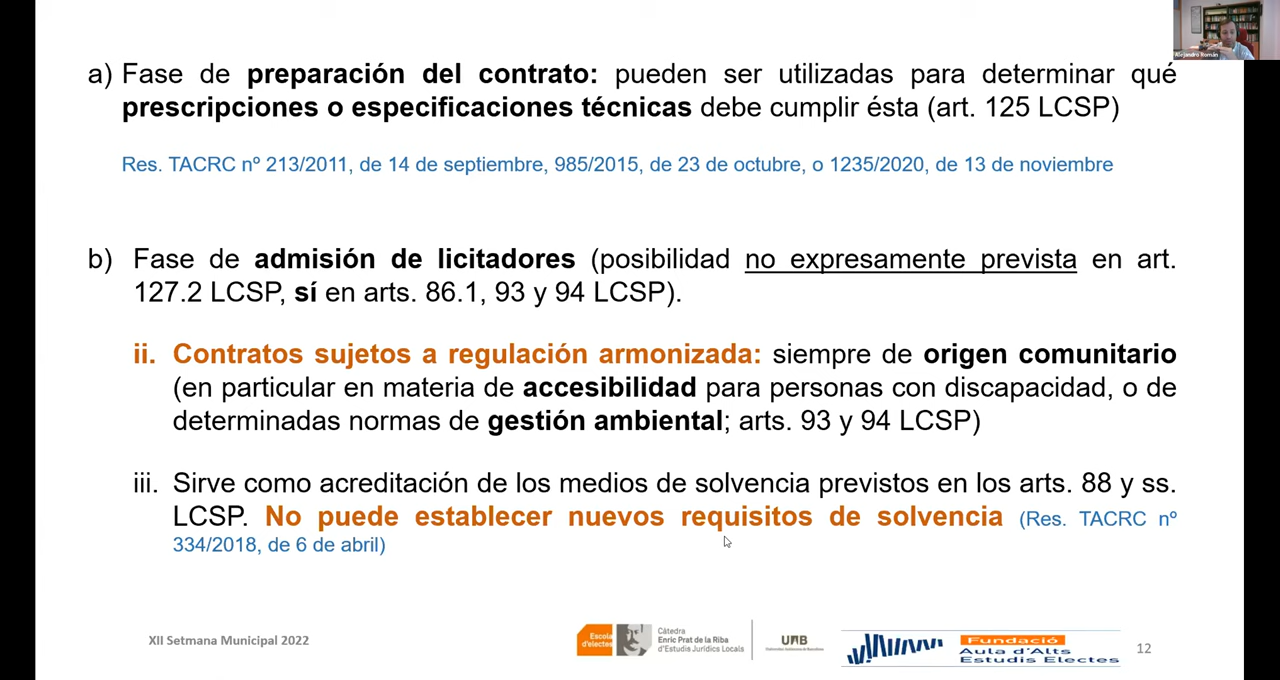 Alejandro Román
a) Fase de preparación del contrato: pueden ser utilizadas para determinar qué
prescripciones o especificaciones técnicas debe cumplir ésta (art. 125 LCSP)
Res. TACRC nº 213/2011, de 14 de septiembre, 985/2015, de 23 de octubre, o 1235/2020, de 13 de noviembre
b) Fase de admisión de licitadores (posibilidad no expresamente prevista en art.
127.2 LCSP, sí en arts. 86.1, 93 y 94 LCSP).
ii. Contratos sujetos a regulación armonizada: siempre de origen comunitario
(en particular en materia de accesibilidad para personas con discapacidad, o de
determinadas normas de gestión ambiental; arts. 93 y 94 LCSP)
iii. Sirve como acreditación de los medios de solvencia previstos en los arts. 88 y ss.
LCSP. No puede establecer nuevos requisitos de solvencia (Res. TACRC nº
334/2018, de 6 de abril)
XII Setmana Municipal 2022
Escola
d'electes
Càtedra
Enric Prat de la Riba
d'Estudis Jurídics Locals
UAB
Universitat Autònoma de Barcelona
Fundació
Aula d'Alts
Estudis Electes
12